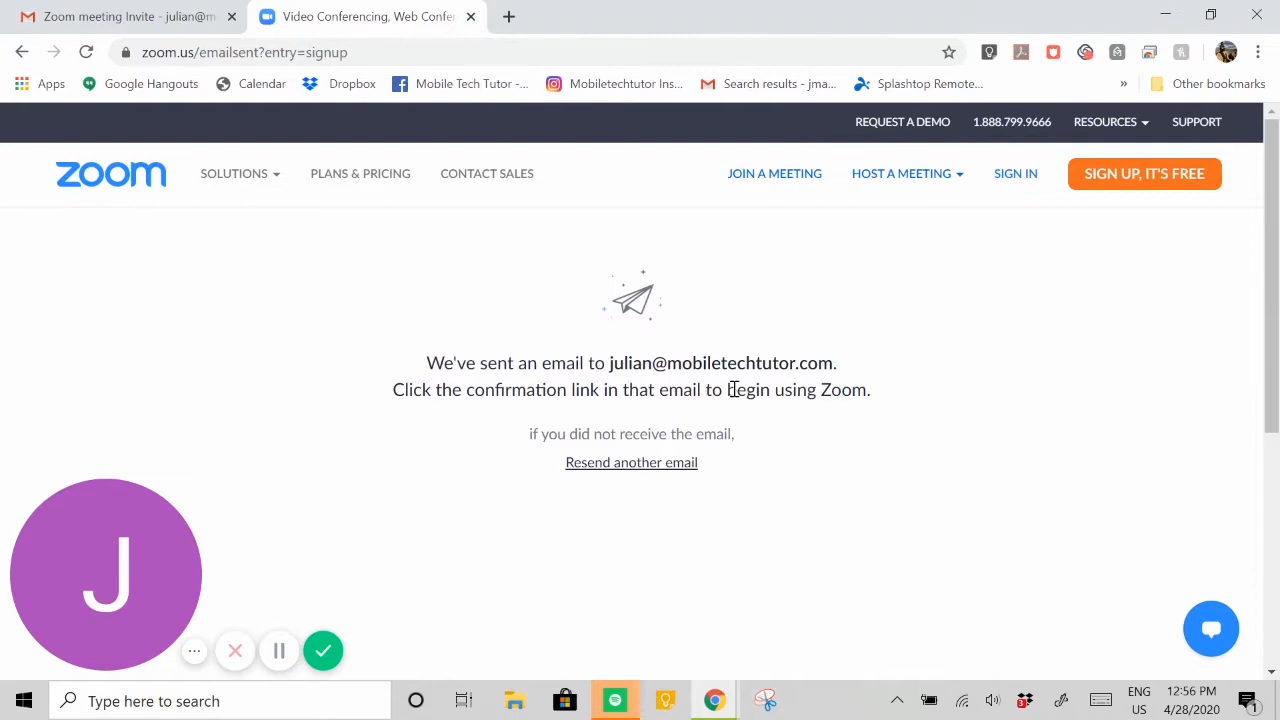 Zoom meeting Invite - julian@m
Video Conferencing, Web Confer
zoom.us/emailsent?entry=signup
Apps
Google Hangouts
Calendar
Dropbox
Mobile Tech Tutor -...
Mobiletechtutor Ins...
Search results - jma...
Splashtop Remote...
»
Other bookmarks
REQUEST A DEMO
1.888.799.9666
RESOURCES
SUPPORT
zoom
SOLUTIONS
PLANS & PRICING
CONTACT SALES
JOIN A MEETING
HOST A MEETING
SIGN IN
SIGN UP, IT'S FREE
We've sent an email to julian@mobiletechtutor.com.
Click the confirmation link in that email to begin using Zoom.
if you did not receive the email,
Resend another email
J
Type here to search
ENG
US
12:56 PM
4/28/2020
3
1